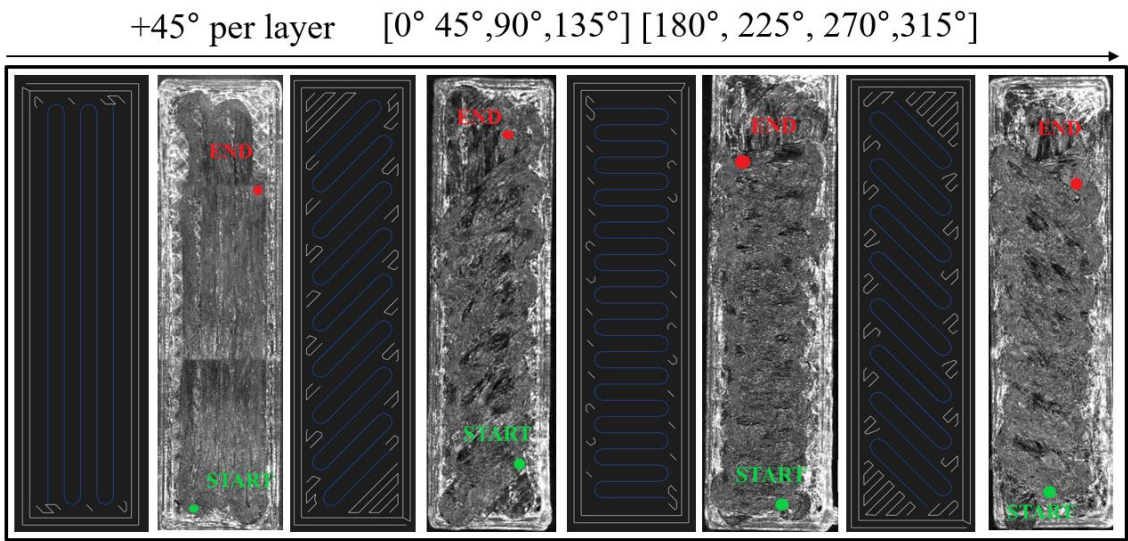 +45° per layer [0° 45°,90°,135°] [180°, 225°, 270°,315°]
END
END
END
END
START
START
START
START